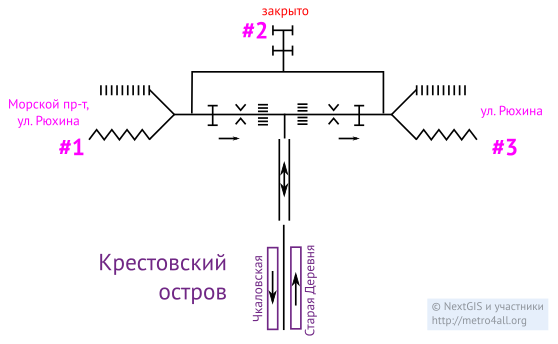 закрыто
#2
Морской пр-т,
ул. Рюхина
#1
ул. Рюхина
#3
Крестовский
остров
Чкаловская
Старая Деревня
© NextGIS и участники
http://metro4all.org